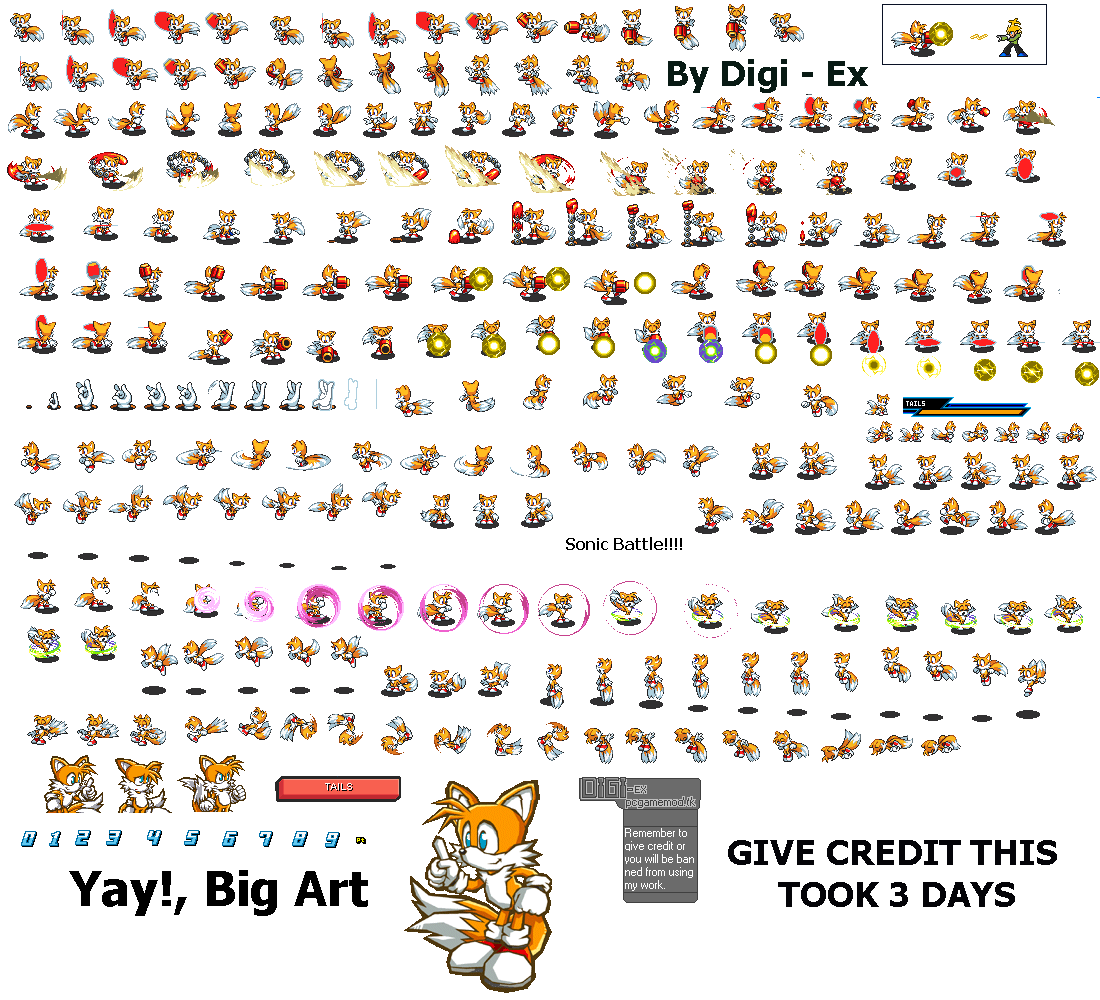 By Digi - Ex
TAILS
Sonic Battle!!!!
TAILS
DiGi-EX
pcgamemod.tk
0 1 2 3 4 5 6 7 8 9
Remember to
give credit or
you will be ban
ned from using
my work.
GIVE CREDIT THIS
TOOK 3 DAYS
Yay!, Big Art